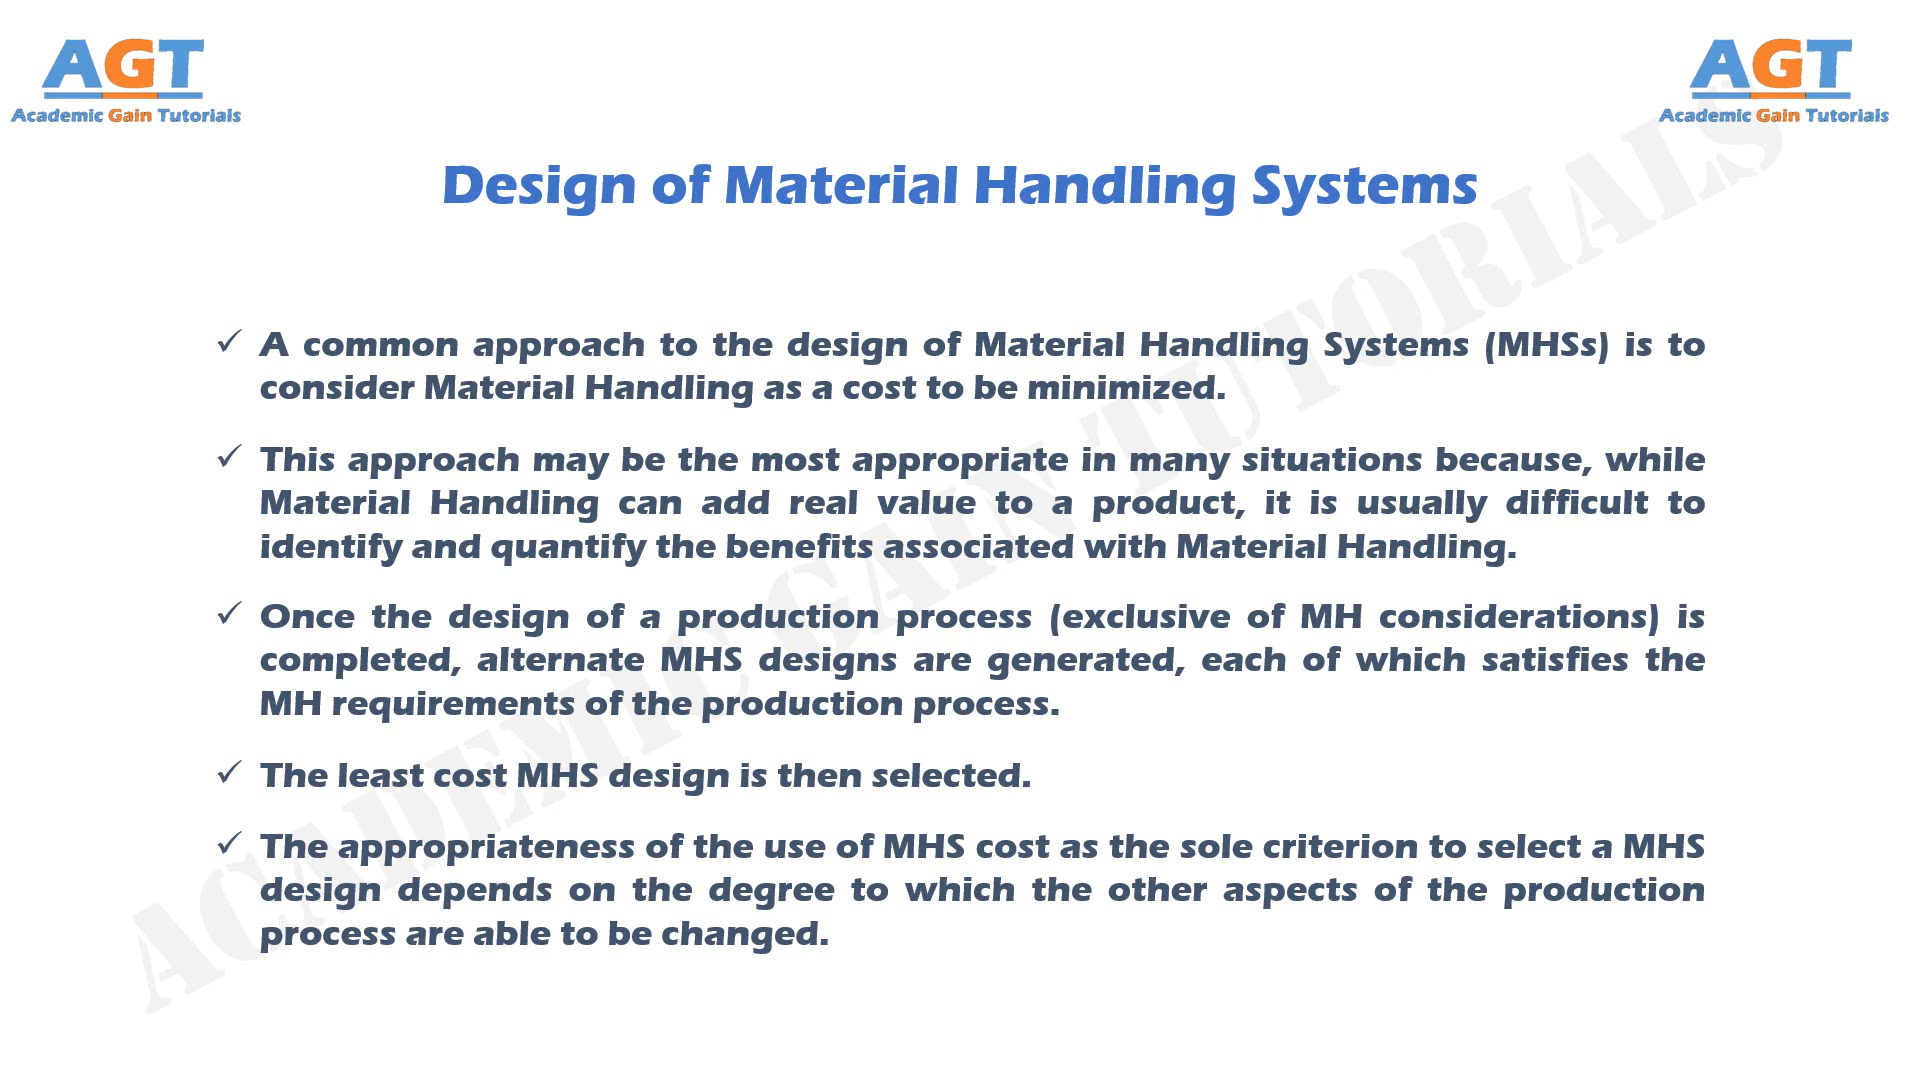 AGT
Academic Gain Tutorials
AGT
Academic Gain Tutorials
Design of Material Handling Systems
✓ A common approach to the design of Material Handling Systems (MHSs) is to
consider Material Handling as a cost to be minimized.
✓ This approach may be the most appropriate in many situations because, while
Material Handling can add real value to a product, it is usually difficult to
identify and quantify the benefits associated with Material Handling.
✓ Once the design of a production process (exclusive of MH considerations) is
completed, alternate MHS designs are generated, each of which satisfies the
MH requirements of the production process.
✓ The least cost MHS design is then selected.
✓ The appropriateness of the use of MHS cost as the sole criterion to select a MHS
design depends on the degree to which the other aspects of the production
process are able to be changed.
ACADEMIC GAIN TUTORIALS